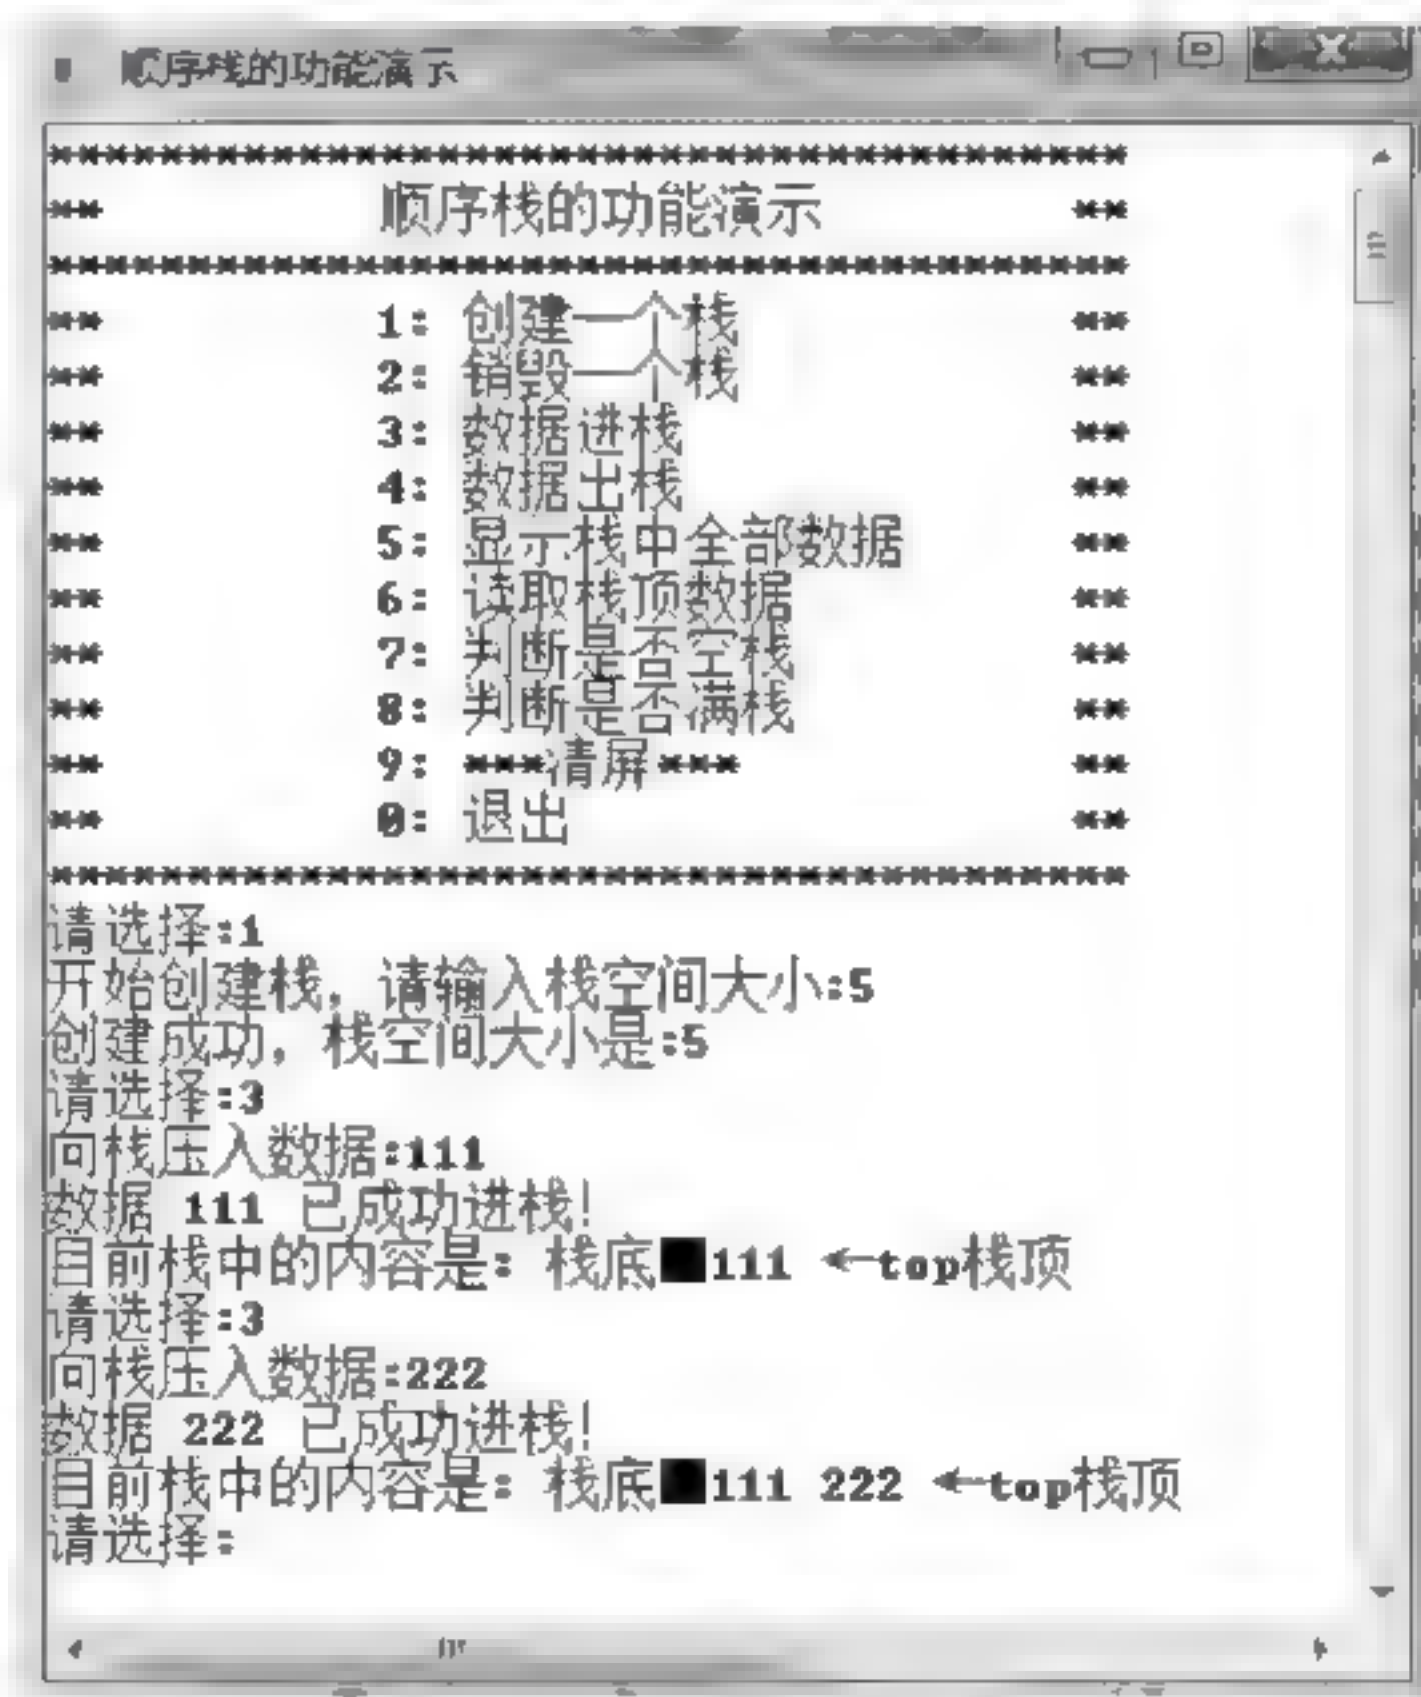 顺序栈的功能演示
***************************************
** 顺序栈的功能演示 **
***************************************
** 1: 创建一个栈 **
** 2: 销毁一个栈 **
** 3: 数据进栈 **
** 4: 数据出栈 **
** 5: 显示栈中全部数据 **
** 6: 读取栈顶数据 **
** 7: 判断是否空栈 **
** 8: 判断是否满栈 **
** 9: ***清屏*** **
** 0: 退出 **
***************************************
请选择:1
开始创建栈，请输入栈空间大小:5
创建成功，栈空间大小是:5
请选择:3
向栈压入数据:111
数据 111 已成功进栈!
目前栈中的内容是: 栈底■111 ←top栈顶
请选择:3
向栈压入数据:222
数据 222 已成功进栈!
目前栈中的内容是: 栈底■111 222 ←top栈顶
请选择: